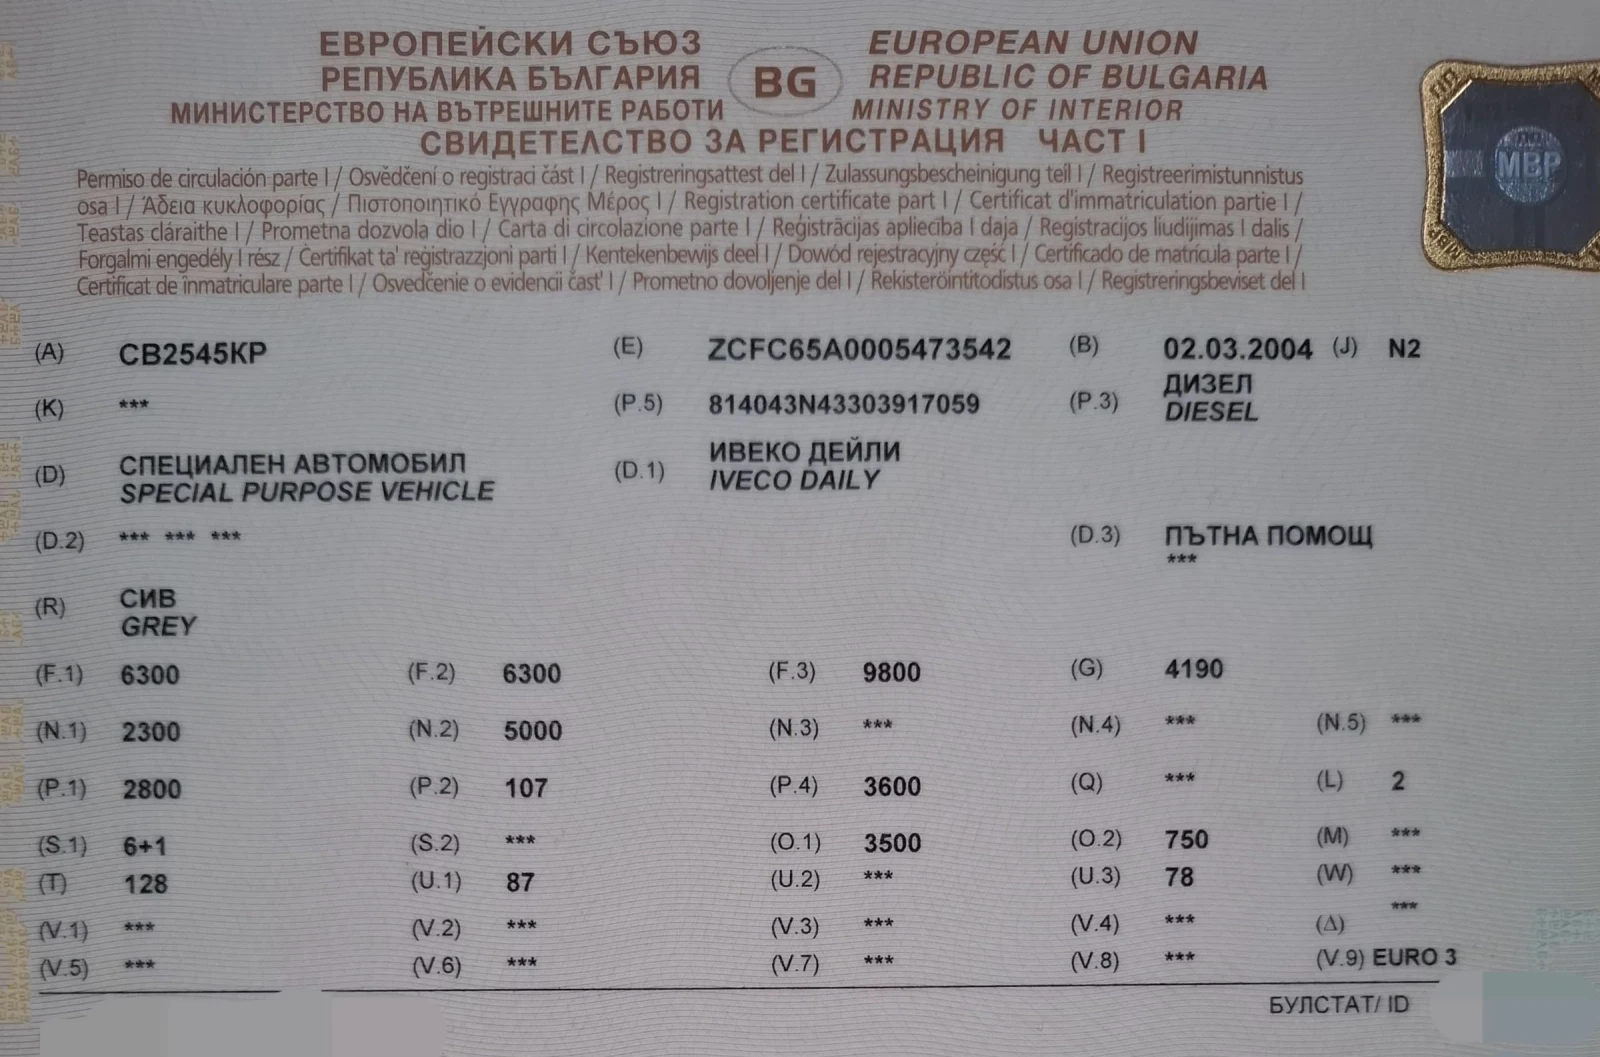 ЕВРОПЕЙСКИ СЪЮЗ EUROPEAN UNION
РЕПУБЛИКА БЪЛГАРИЯ BG REPUBLIC OF BULGARIA
МИНИСТЕРСТВО НА ВЪТРЕШНИТЕ РАБОТИ MINISTRY OF INTERIOR
СВИДЕТЕЛСТВО ЗА РЕГИСТРАЦИЯ ЧАСТ I
МВР
Permiso de circulación parte I / Osvědčení o registraci část I / Registreringsattest del I / Zulassungsbescheinigung teil I / Registreerimistunnistus
osa I / Άδεια κυκλοφορίας / Πιστοποιητικό Εγγραφης Μέρος I / Registration certificate part I / Certificat d'immatriculation partie I /
Teastas cláraithe I / Prometna dozvola dio I / Carta di circolazione parte I / Reģistrācijas apliecība I daja / Registracijos liudijimas I dalis /
Forgalmi engedély I rész / Ċertifikat ta' reġistrazzjoni parti I / Kentekenbewijs deel I / Dowód rejestracyjny część I / Certificado de matrícula parte I /
Certificat de înmatriculare parte I / Osvedčenie o evidencii časť I / Prometno dovoljenje del I / Rekisteröintitodistus osa I / Registreringsbeviset del I
(A) CB2545KP (E) ZCFC65A0005473542 (B) 02.03.2004 (J) N2
(K) *** (P.5) 814043N43303917059 (P.3) ДИЗЕЛ
DIESEL
(D) СПЕЦИАЛЕН АВТОМОБИЛ (D.1) ИВЕКО ДЕЙЛИ
SPECIAL PURPOSE VEHICLE IVECO DAILY
(D.2) *** *** *** (D.3) ПЪТНА ПОМОЩ
***
(R) СИВ
GREY
(F.1) 6300 (F.2) 6300 (F.3) 9800 (G) 4190
(N.1) 2300 (N.2) 5000 (N.3) *** (N.4) *** (N.5) ***
(P.1) 2800 (P.2) 107 (P.4) 3600 (Q) *** (L) 2
(S.1) 6+1 (S.2) *** (O.1) 3500 (O.2) 750 (M) ***
(T) 128 (U.1) 87 (U.2) *** (U.3) 78 (W) ***
(V.1) *** (V.2) *** (V.3) *** (V.4) *** (Δ) ***
(V.5) *** (V.6) *** (V.7) *** (V.8) *** (V.9) EURO 3
БУЛСТАТ/ ID